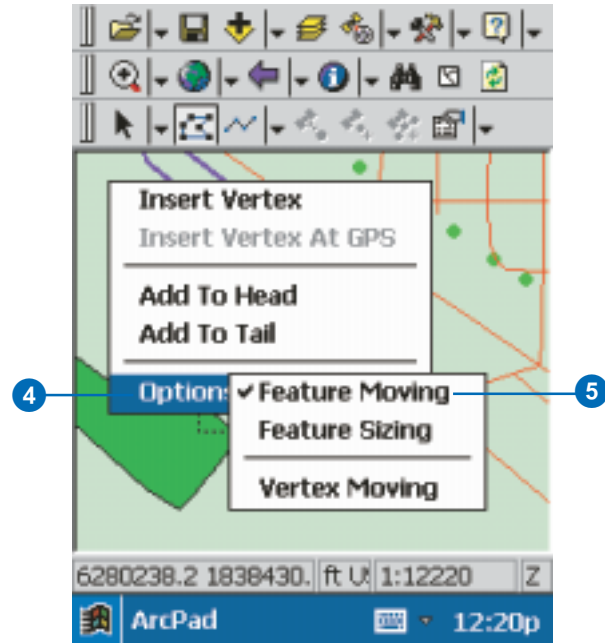 Insert Vertex
Insert Vertex At GPS
Add To Head
Add To Tail
4
Option
Feature Moving
5
Feature Sizing
Vertex Moving
6280238.2 1838430. ft U 1:12220 Z
ArcPad 12:20p